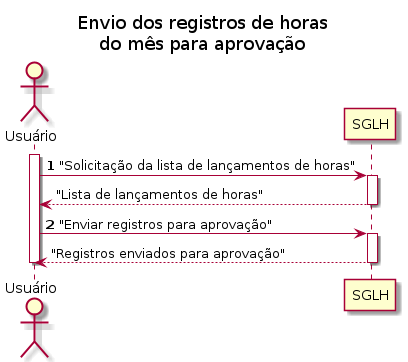 Envio dos registros de horas
do mês para aprovação
Usuário
SGLH
1 "Solicitação da lista de lançamentos de horas"
"Lista de lançamentos de horas"
2 "Enviar registros para aprovação"
"Registros enviados para aprovação"
Usuário
SGLH